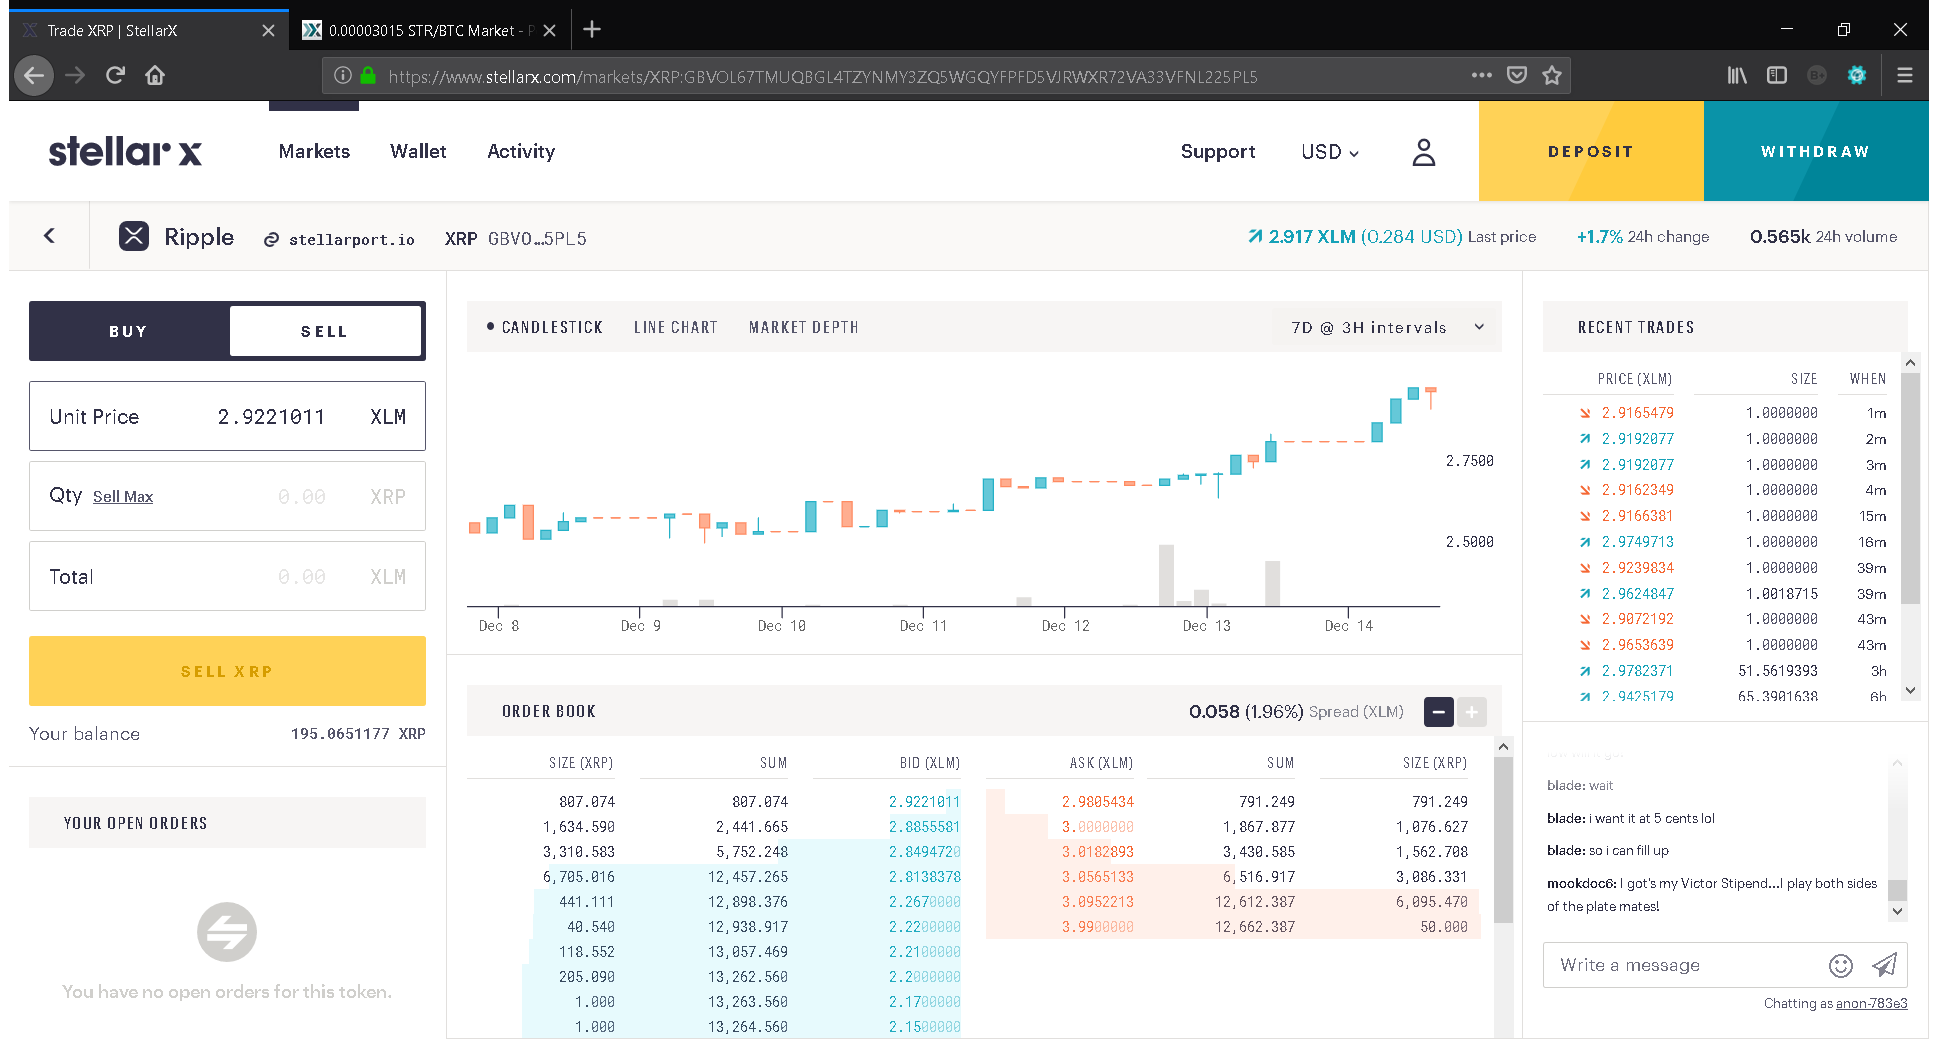 Trade XRP | StellarX
0.00003015 STR/BTC Market - P
https://www.stellarx.com/markets/XRP:GBVOL67TMUQBGL4TZYNMY3ZQ5WGQYFPFD5VJRWXR72VA33VFNL225PL5
stellar x
Markets Wallet Activity Support USD DEPOSIT WITHDRAW
Ripple stellarport.io XRP GBVO...5PL5 2.917 XLM (0.284 USD) Last price +1.7% 24h change 0.565k 24h volume
BUY SELL
Unit Price 2.9221011 XLM
Qty Sell Max 0.00 XRP
Total 0.00 XLM
SELL XRP
Your balance 195.0651177 XRP
YOUR OPEN ORDERS
You have no open orders for this token.
CANDLESTICK LINE CHART MARKET DEPTH 7D @ 3H intervals
2.7500
2.5000
Dec 8 Dec 9 Dec 10 Dec 11 Dec 12 Dec 13 Dec 14
ORDER BOOK 0.058 (1.96%) Spread (XLM)
SIZE (XRP) SUM BID (XLM) ASK (XLM) SUM SIZE (XRP)
807.074 807.074 2.9221011 2.9805434 791.249 791.249
1,634.590 2,441.665 2.8855581 3.0000000 1,867.877 1,076.627
3,310.583 5,752.248 2.8494720 3.0182893 3,430.585 1,562.708
6,705.016 12,457.265 2.8138378 3.0565133 6,516.917 3,086.331
441.111 12,898.376 2.2670000 3.0952213 12,612.387 6,095.470
40.540 12,938.917 2.2200000 3.9900000 12,662.387 50.000
118.552 13,057.469 2.2100000
205.090 13,262.560 2.2000000
1.000 13,263.560 2.1700000
1.000 13,264.560 2.1500000
RECENT TRADES
PRICE (XLM) SIZE WHEN
2.9165479 1.0000000 1m
2.9192077 1.0000000 2m
2.9192077 1.0000000 3m
2.9162349 1.0000000 4m
2.9166381 1.0000000 15m
2.9749713 1.0000000 16m
2.9239834 1.0000000 39m
2.9624847 1.0018715 39m
2.9072192 1.0000000 43m
2.9653639 1.0000000 43m
2.9782371 51.5619393 3h
2.9425179 65.3901638 6h
blade: wait
blade: i want it at 5 cents lol
blade: so i can fill up
mookdoc6: I got's my Victor Stipend...I play both sides
of the plate mates!
Write a message
Chatting as anon-783e3